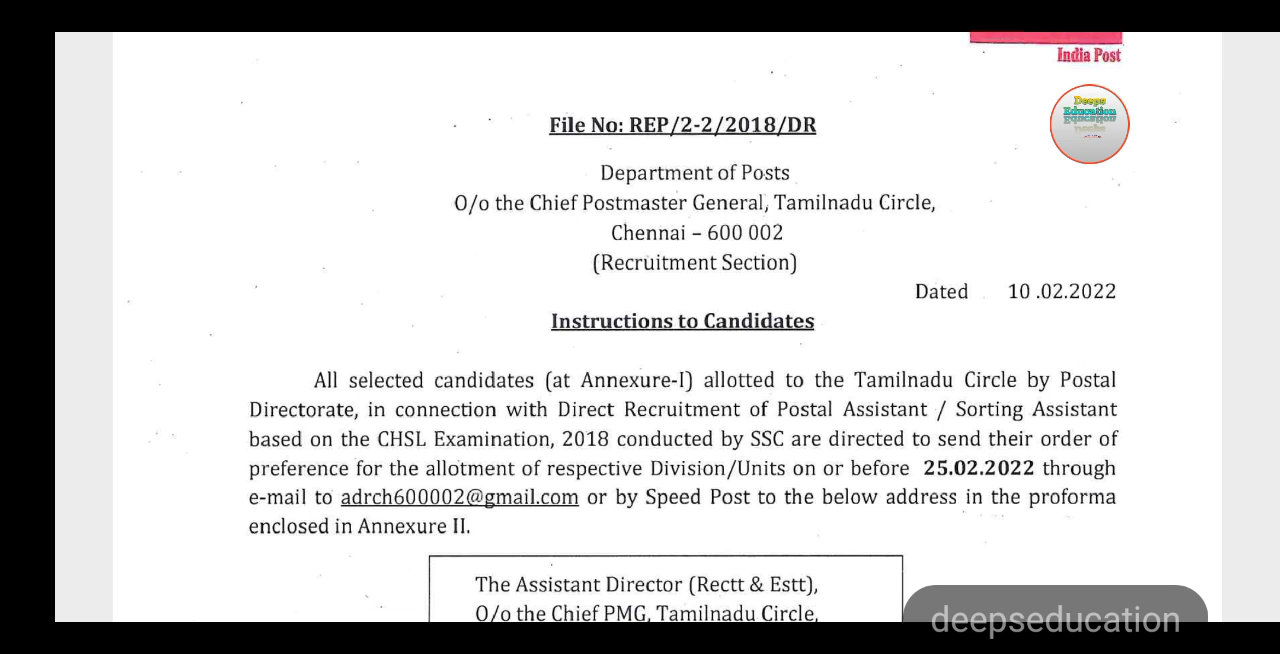 India Post
Deeps
Education
File No: REP/2-2/2018/DR
Department of Posts
O/o the Chief Postmaster General, Tamilnadu Circle,
Chennai – 600 002
(Recruitment Section)
Dated 10 .02.2022
Instructions to Candidates
All selected candidates (at Annexure-I) allotted to the Tamilnadu Circle by Postal
Directorate, in connection with Direct Recruitment of Postal Assistant / Sorting Assistant
based on the CHSL Examination, 2018 conducted by SSC are directed to send their order of
preference for the allotment of respective Division/Units on or before 25.02.2022 through
e-mail to adrch600002@gmail.com or by Speed Post to the below address in the proforma
enclosed in Annexure II.
The Assistant Director (Rectt & Estt),
O/o the Chief PMG, Tamilnadu Circle,
deepseducation